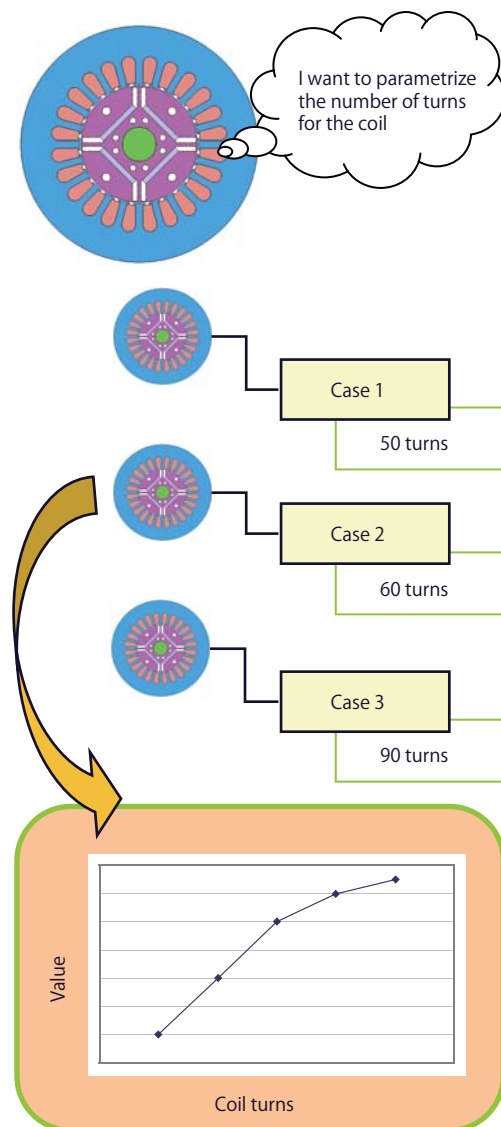 I want to parametrize
the number of turns
for the coil
Case 1
50 turns
Case 2
60 turns
Case 3
90 turns
Value
Coil turns